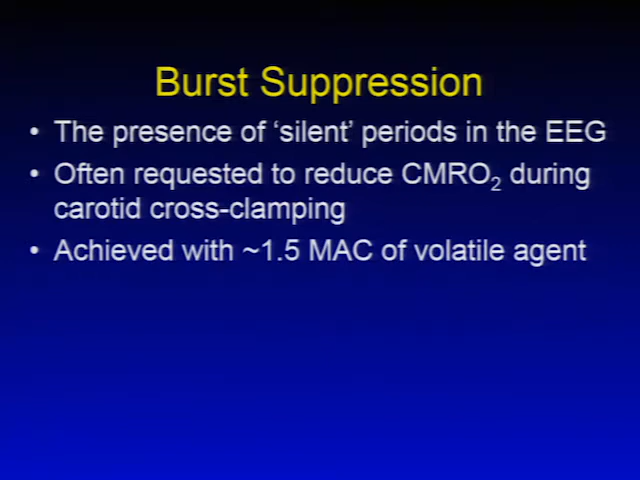 Burst Suppression
• The presence of ‘silent’ periods in the EEG
• Often requested to reduce CMRO₂ during
carotid cross-clamping
• Achieved with ~1.5 MAC of volatile agent